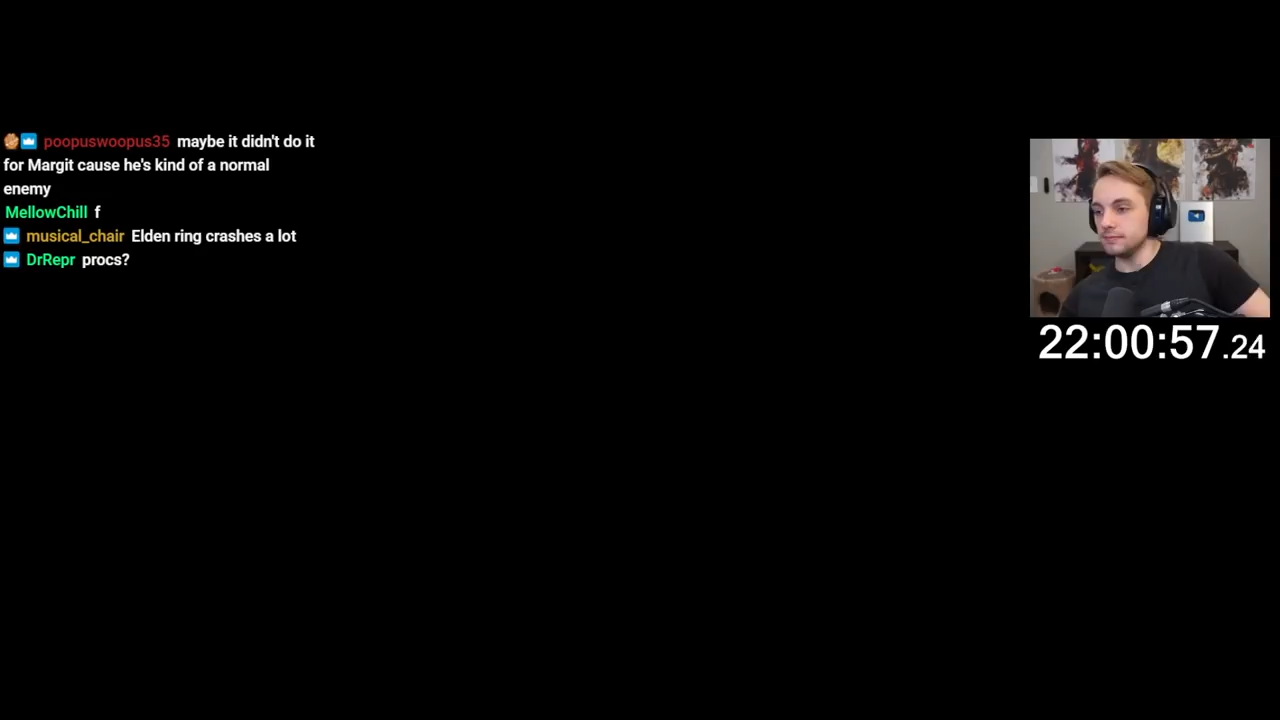 poopuswoopus35 maybe it didn't do it
for Margit cause he's kind of a normal
enemy
MellowChill f
musical_chair Elden ring crashes a lot
DrRepr procs?
22:00:57.24